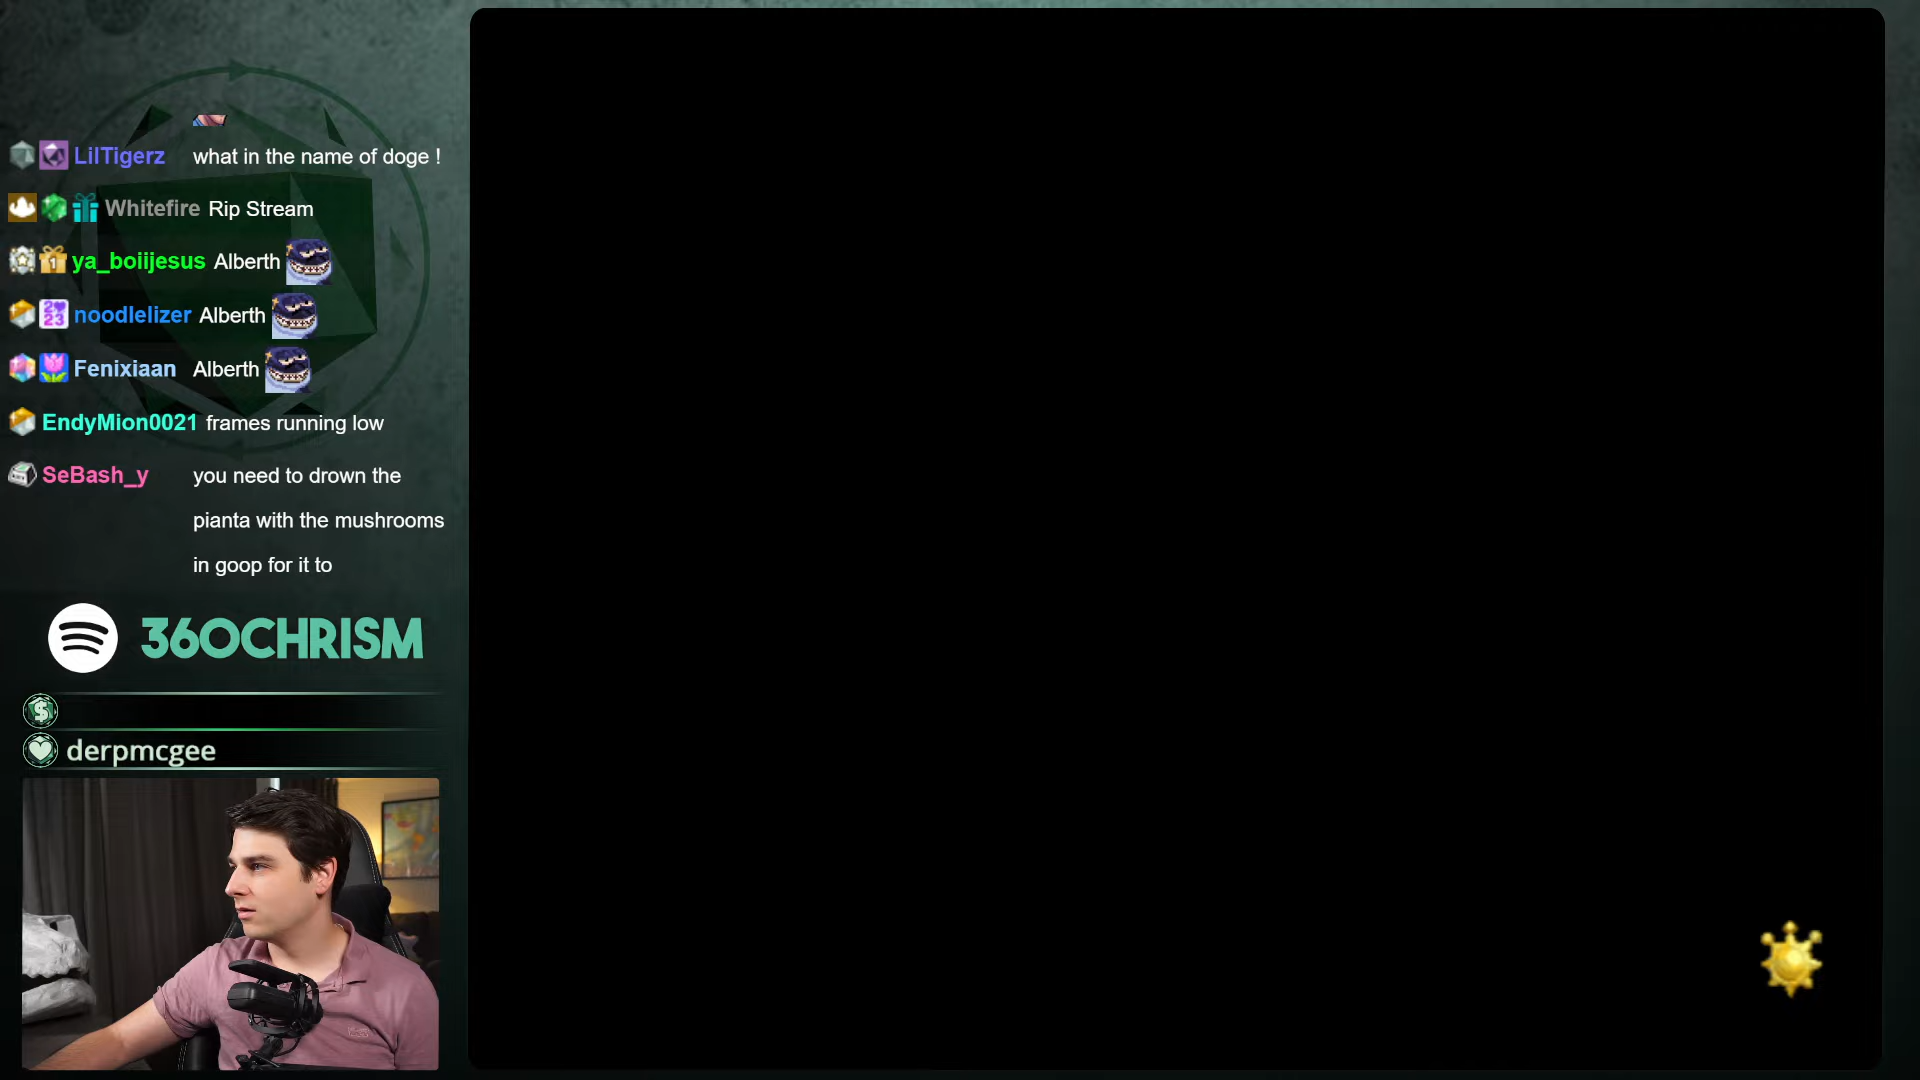 LilTigerz what in the name of doge !
Whitefire Rip Stream
ya_boiijesus Alberth
noodlelizer Alberth
Fenixiaan Alberth
EndyMion0021 frames running low
SeBash_y you need to drown the
pianta with the mushrooms
in goop for it to
360CHRISM
derpmcgee